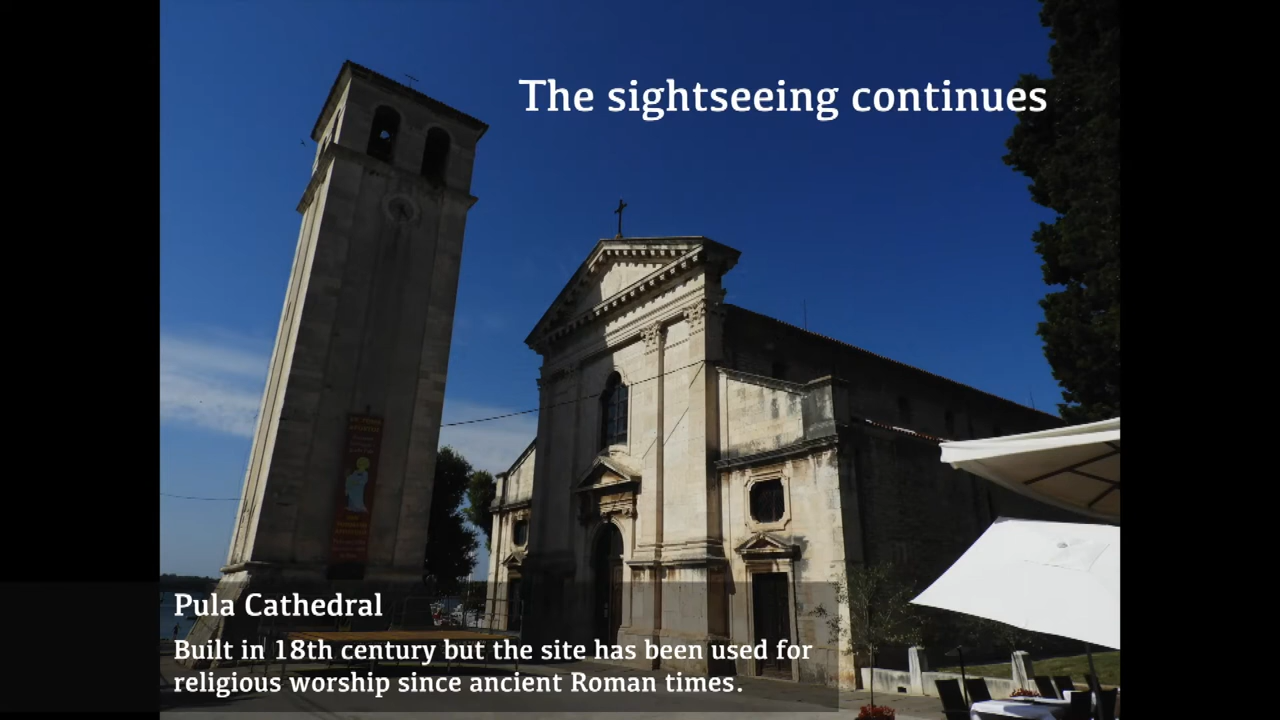 The sightseeing continues
Pula Cathedral
Built in 18th century but the site has been used for
religious worship since ancient Roman times.